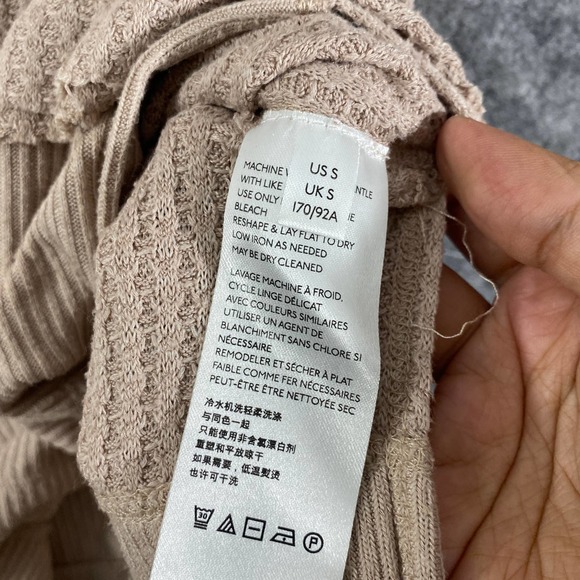 US S
UK S
170/92A
MACHINE
NTLE
WITH LIKE
USE ONLY
NE
BLEACH
RESHAPE & LAY FLAT TO DRY
LOW IRON AS NEEDED
MAY BE DRY CLEANED
LAVAGE MACHINE À FROID,
CYCLE LINGE DÉLICAT
AVEC COULEURS SIMILAIRES
UTILISER UN AGENT DE
BLANCHIMENT SANS CHLORE SI
NÉCESSAIRE
REMODELER ET SÉCHER À PLAT
FAIBLE COMME FER NÉCESSAIRES
PEUT-ÊTRE ÊTRE NETTOYÉE SEC
冷水机洗轻柔洗涤
与同色一起
只能使用非含氯漂白剂
重塑和平放晾干
如果需要，低温熨烫
也许可干洗
30
P